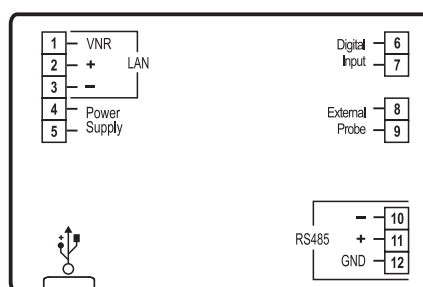 1 VNR
2 + LAN
3 –
4 Power
5 Supply
Digital 6
Input 7
External 8
Probe 9
– 10
RS485 + 11
GND 12